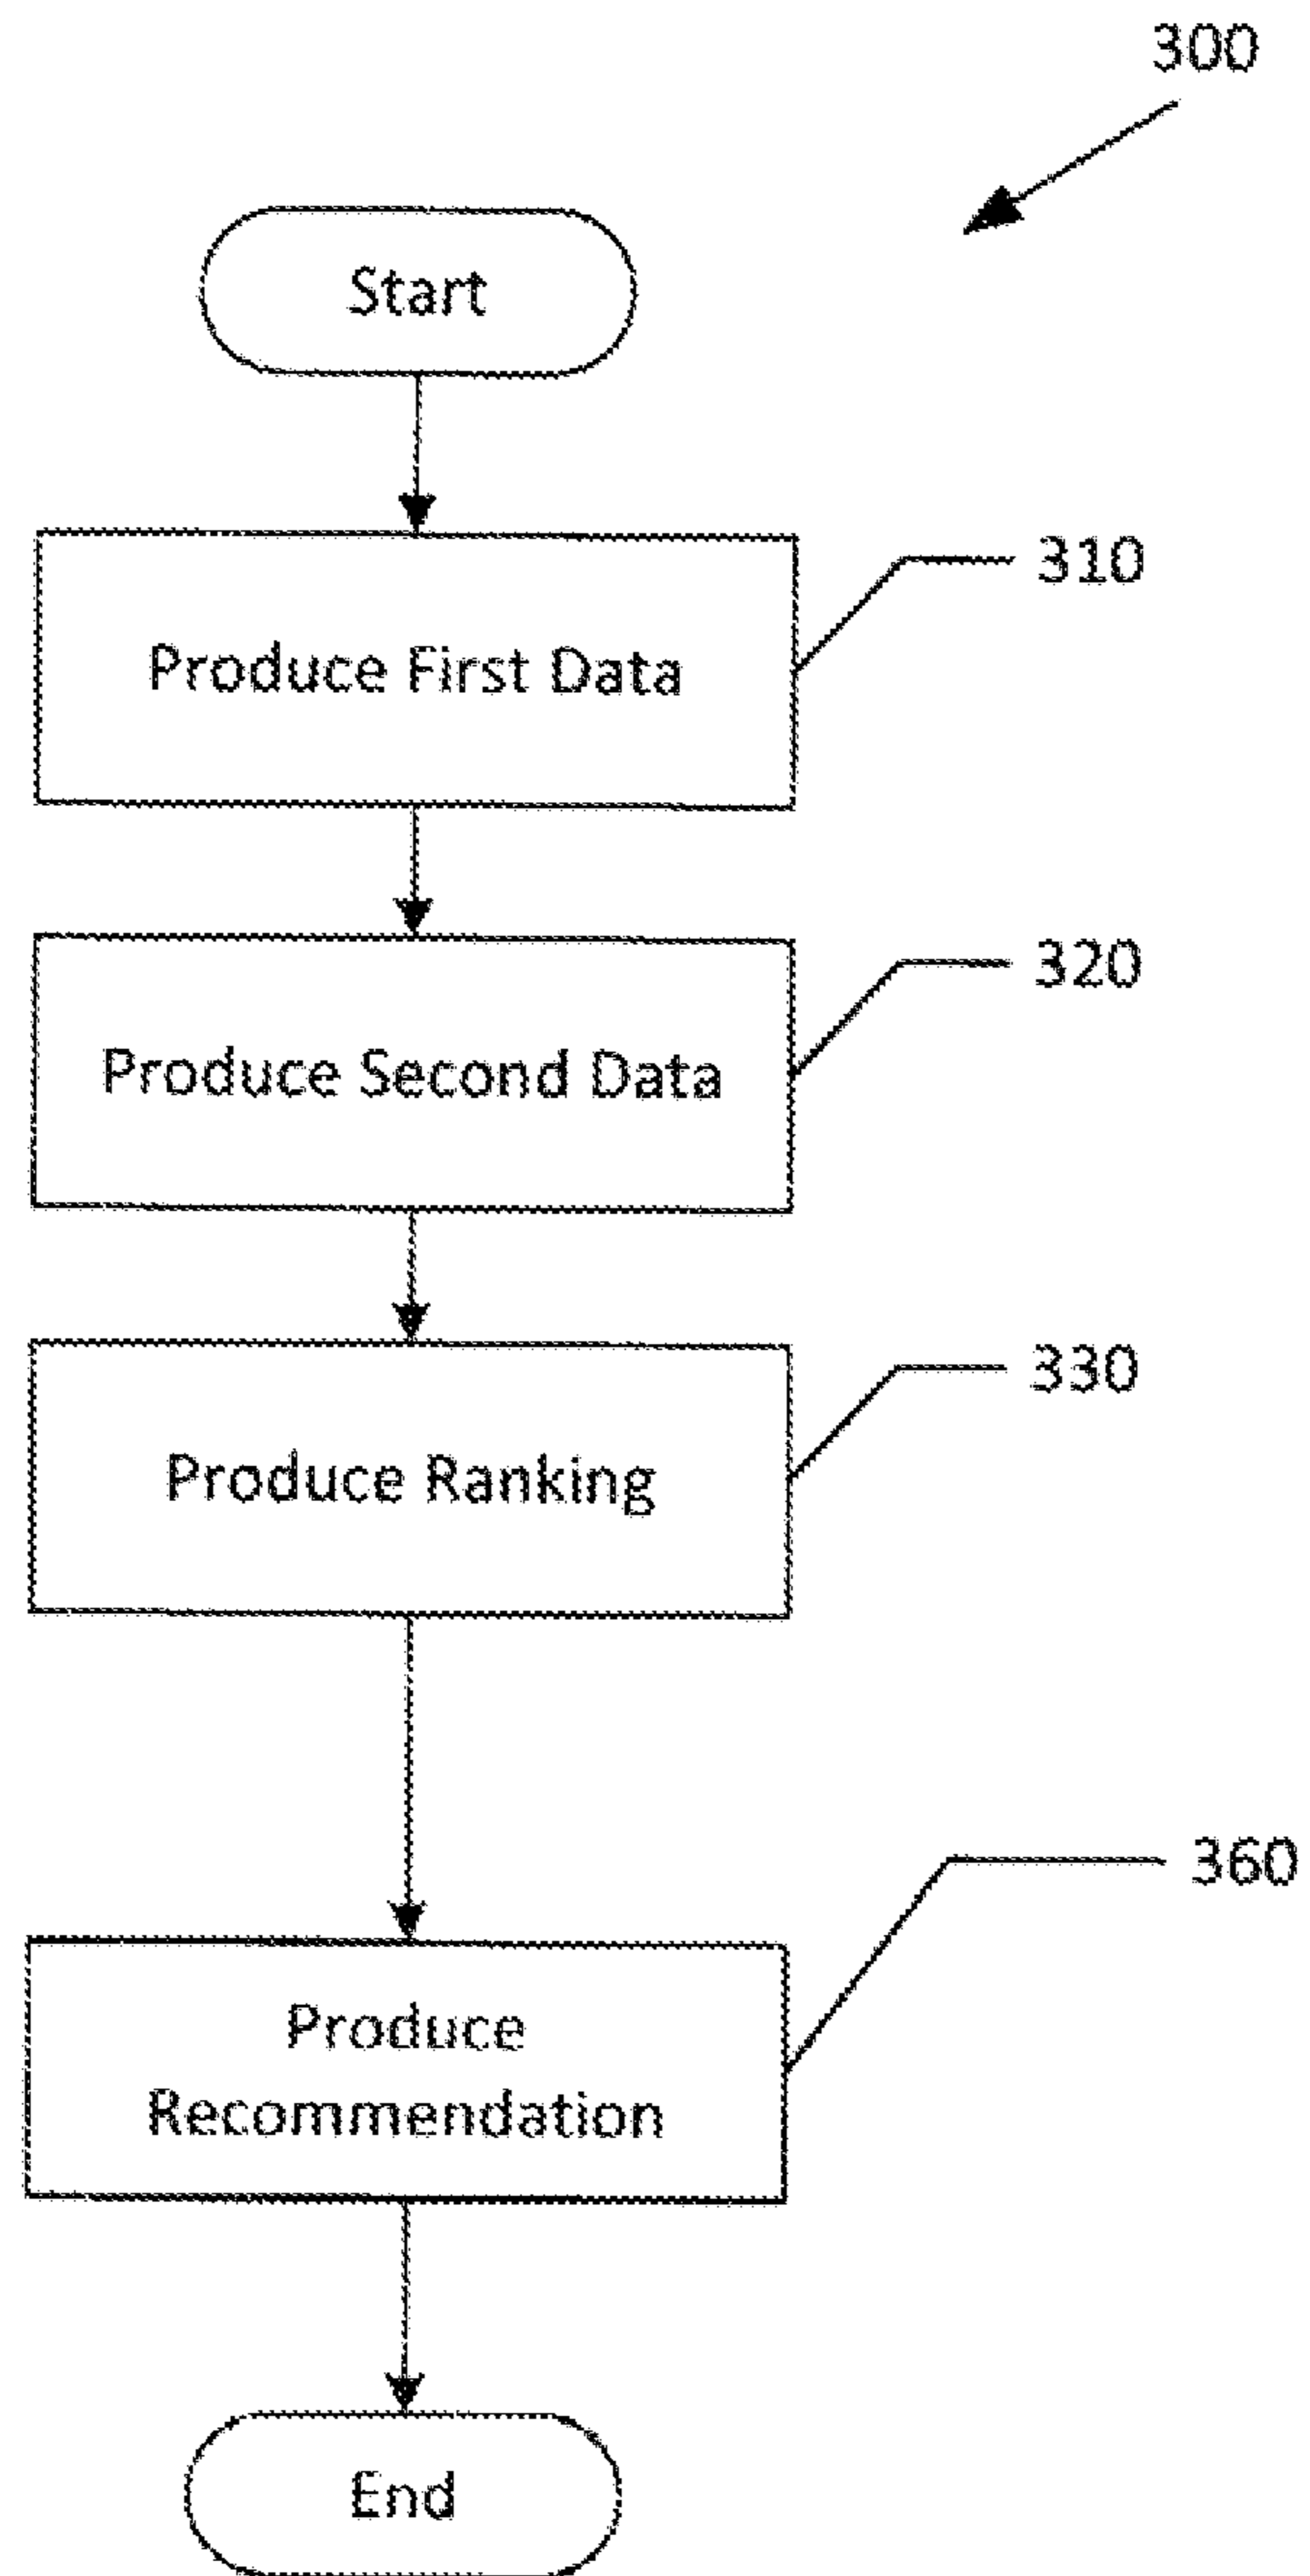 300
Start
310
Produce First Data
320
Produce Second Data
330
Produce Ranking
360
Produce
Recommendation
End